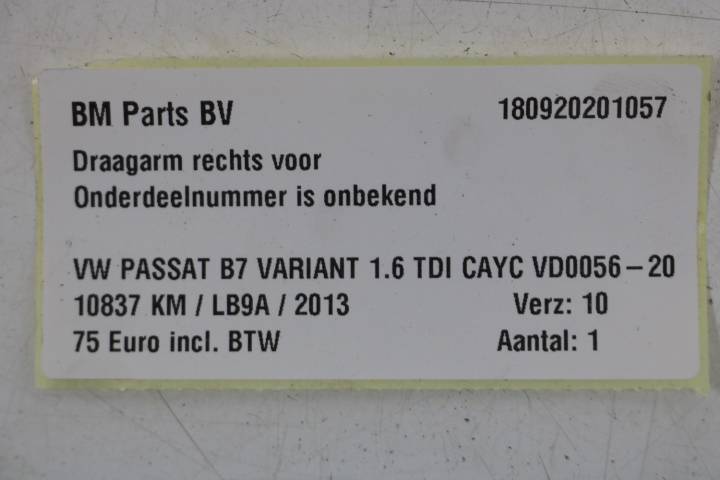 BM Parts BV 180920201057
Draagarm rechts voor
Onderdeelnummer is onbekend
VW PASSAT B7 VARIANT 1.6 TDI CAYC VD0056-20
10837 KM / LB9A / 2013 Verz: 10
75 Euro incl. BTW Aantal: 1